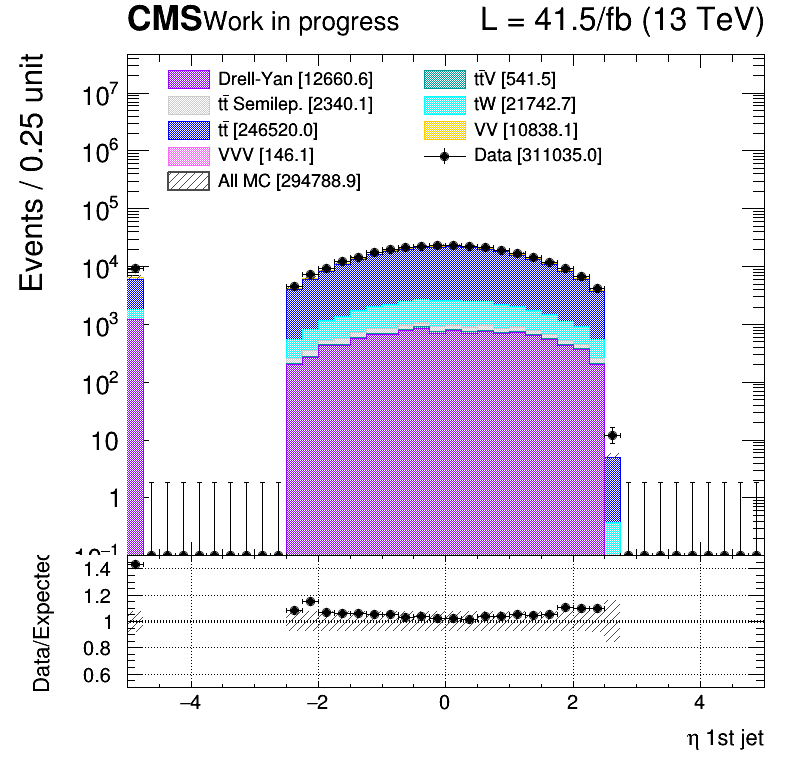 CMS Work in progress L = 41.5/fb (13 TeV)
Events / 0.25 unit
10⁷
10⁶
10⁵
10⁴
10³
10²
10
1
10⁻¹
Drell-Yan [12660.6]
tt̄ Semilep. [2340.1]
tt̄ [246520.0]
VVV [146.1]
All MC [294788.9]
tt̄V [541.5]
tW [21742.7]
VV [10838.1]
Data [311035.0]
Data/Expected
1.4
1.2
1
0.8
0.6
−4 −2 0 2 4
η 1st jet